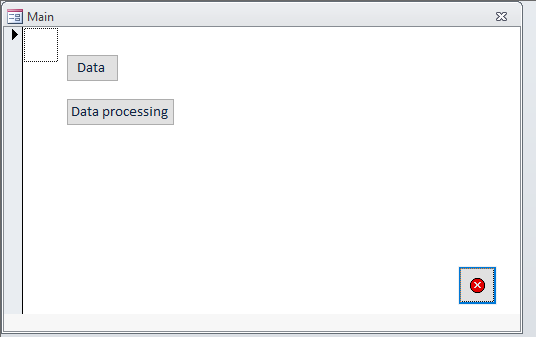 Main
Data
Data processing